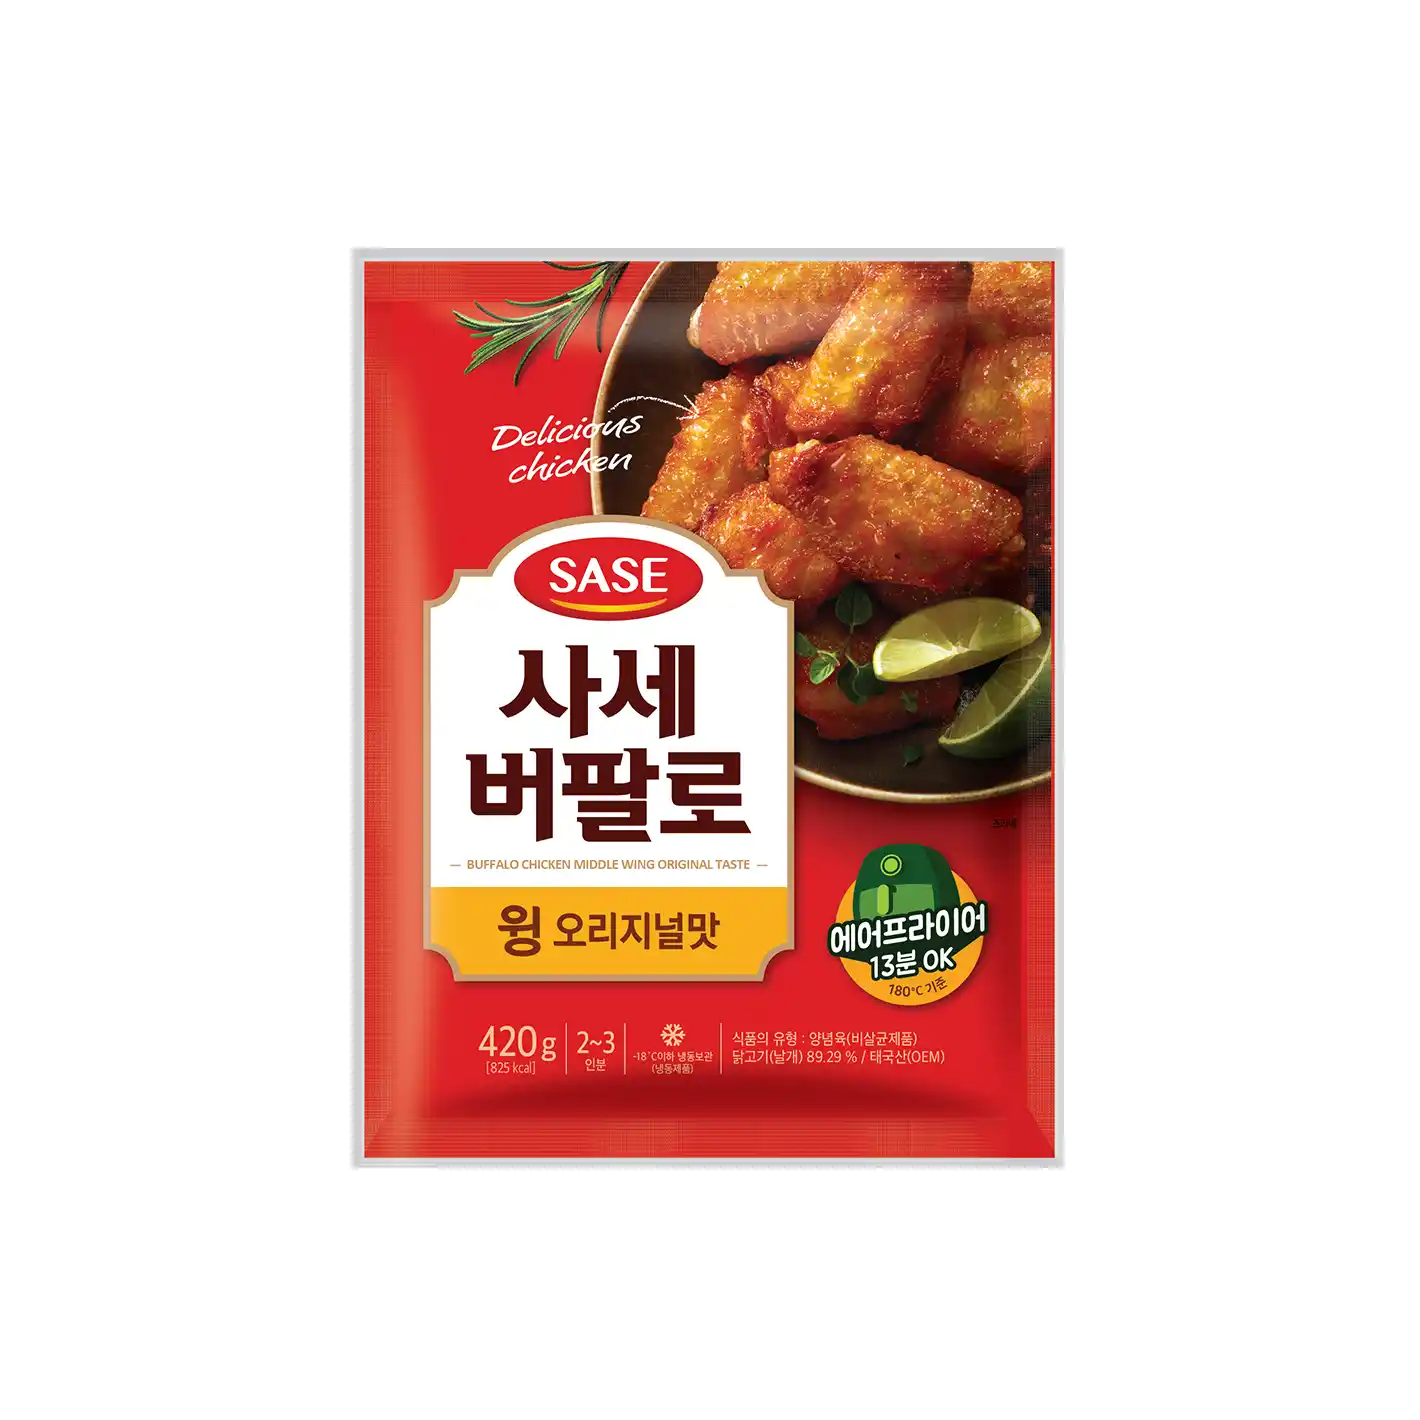 Delicious
chicken
SASE
사세
버팔로
BUFFALO CHICKEN MIDDLE WING ORIGINAL TASTE
윙 오리지널맛
조리예
에어프라이어
13분 OK
180°C 기준
420g
[825 kcal]
2~3
인분
-18˚C이하 냉동보관
(냉동제품)
식품의 유형 : 양념육(비살균제품)
닭고기(날개) 89.29 % / 태국산(OEM)